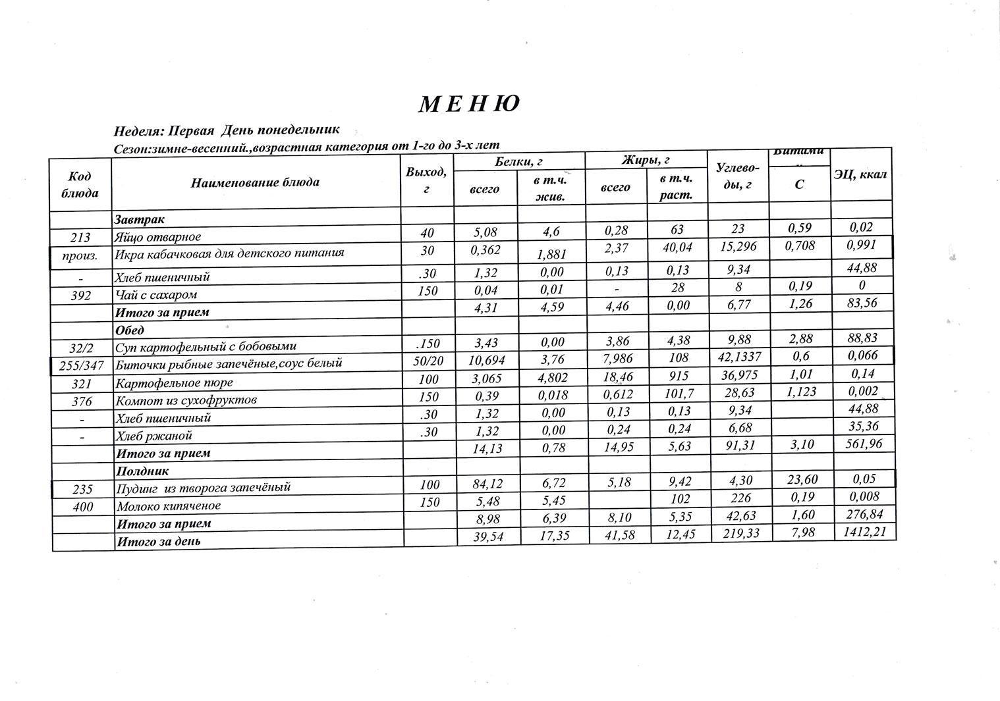 МЕНЮ
Неделя: Первая День понедельник
Сезон:зимне-весенний.,возрастная категория от 1-го до 3-х лет
Код блюда Наименование блюда Выход, г Белки, г Жиры, г Углево-ды, г Витами ЭЦ, ккал
всего в т.ч. жив. всего в т.ч. раст. С
Завтрак
213 Яйцо отварное 40 5,08 4,6 0,28 63 23 0,59 0,02
произ. Икра кабачковая для детского питания 30 0,362 1,881 2,37 40,04 15,296 0,708 0,991
- Хлеб пшеничный .30 1,32 0,00 0,13 0,13 9,34 44,88
392 Чай с сахаром 150 0,04 0,01 - 28 8 0,19 0
Итого за прием 4,31 4,59 4,46 0,00 6,77 1,26 83,56
Обед
32/2 Суп картофельный с бобовыми .150 3,43 0,00 3,86 4,38 9,88 2,88 88,83
255/347 Биточки рыбные запечёные,соус белый 50/20 10,694 3,76 7,986 108 42,1337 0,6 0,066
321 Картофельное пюре 100 3,065 4,802 18,46 915 36,975 1,01 0,14
376 Компот из сухофруктов 150 0,39 0,018 0,612 101,7 28,63 1,123 0,002
- Хлеб пшеничный .30 1,32 0,00 0,13 0,13 9,34 44,88
- Хлеб ржаной .30 1,32 0,00 0,24 0,24 6,68 35,36
Итого за прием 14,13 0,78 14,95 5,63 91,31 3,10 561,96
Полдник
235 Пудинг из творога запечёный 100 84,12 6,72 5,18 9,42 4,30 23,60 0,05
400 Молоко кипяченое 150 5,48 5,45 102 226 0,19 0,008
Итого за прием 8,98 6,39 8,10 5,35 42,63 1,60 276,84
Итого за день 39,54 17,35 41,58 12,45 219,33 7,98 1412,21